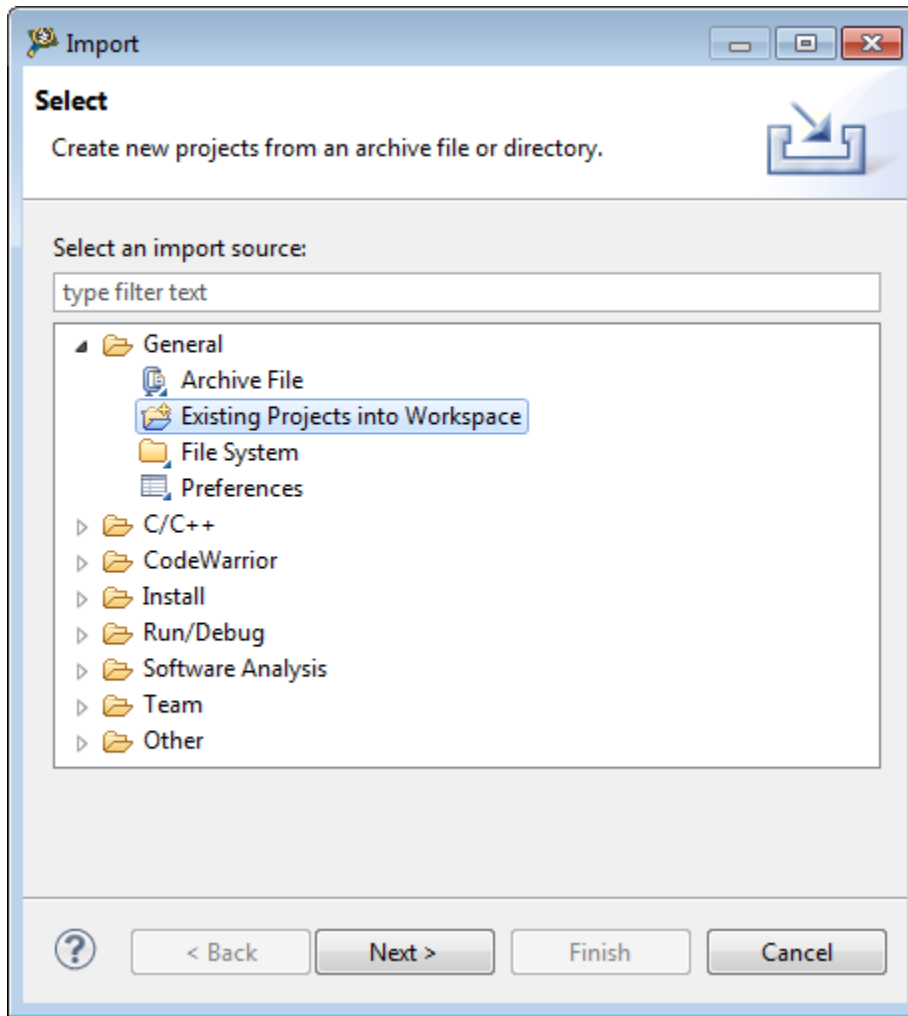 Import
Select
Create new projects from an archive file or directory.
Select an import source:
type filter text
General
Archive File
Existing Projects into Workspace
File System
Preferences
C/C++
CodeWarrior
Install
Run/Debug
Software Analysis
Team
Other
? < Back Next > Finish Cancel